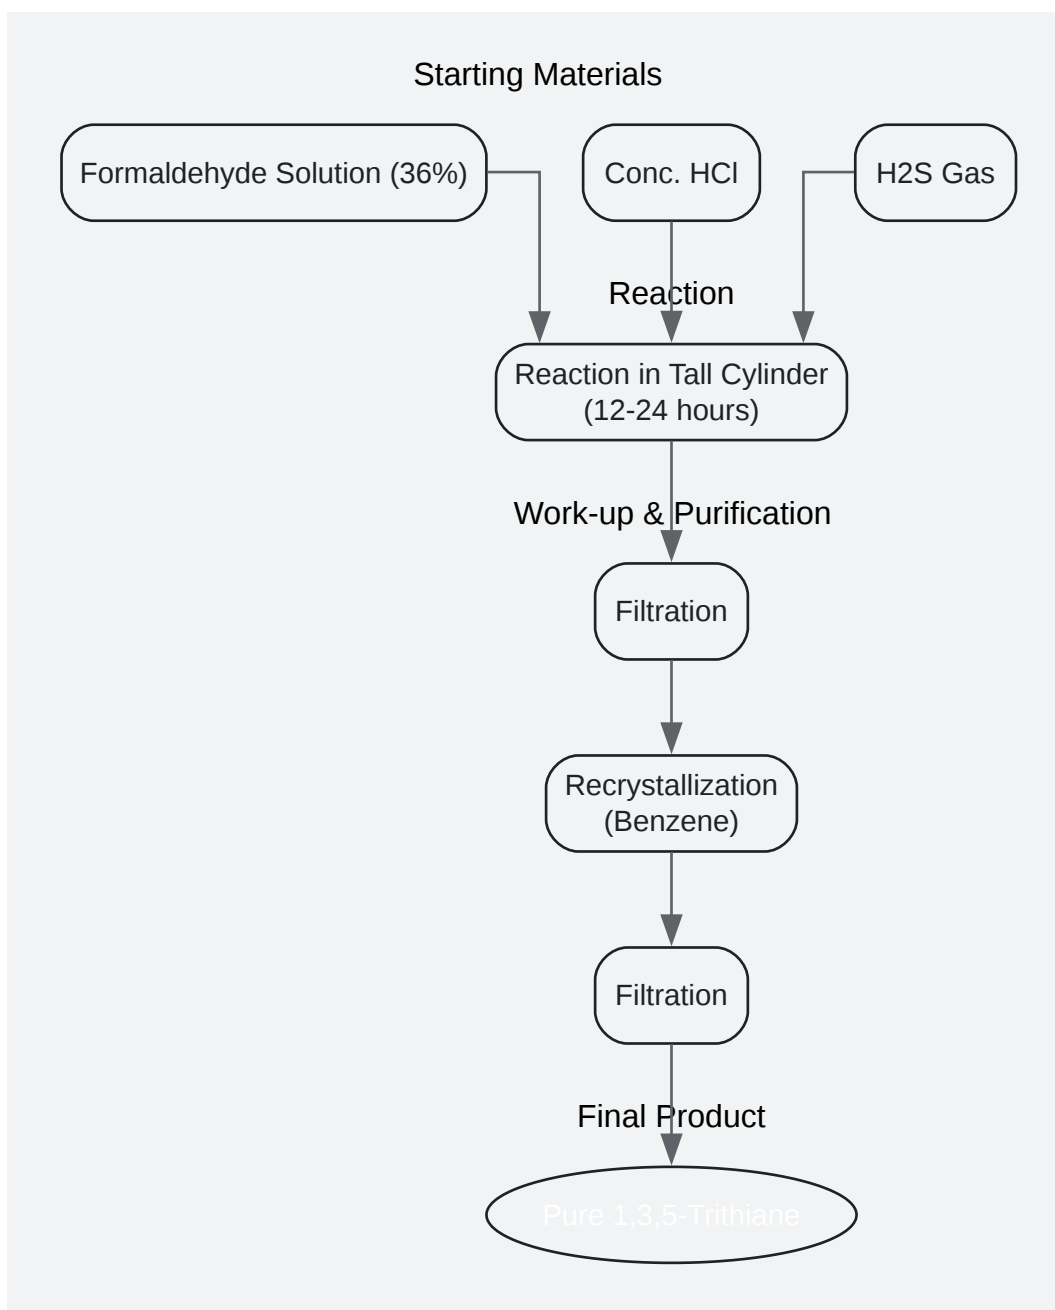 Starting Materials
Formaldehyde Solution (36%)
Conc. HCl
H2S Gas
Reaction
Reaction in Tall Cylinder
(12-24 hours)
Work-up & Purification
Filtration
Recrystallization
(Benzene)
Filtration
Final Product
Pure 1,3,5-Trithiane